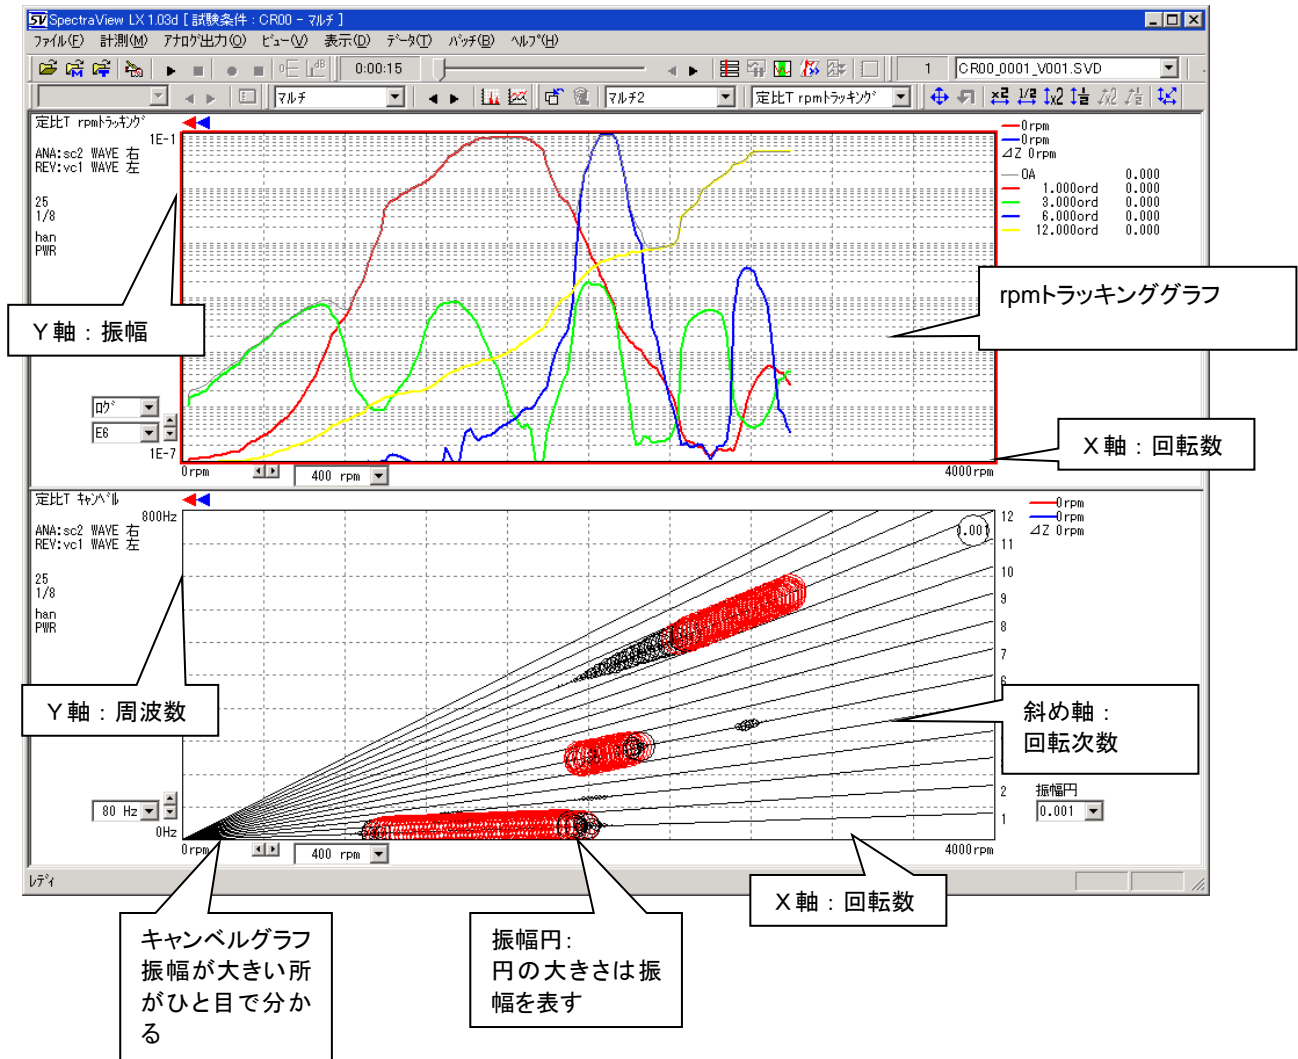 SpectraView LX 1.03d [ 試験条件 : CR00 - マルチ ]
ファイル(F) 計測(M) アナログ出力(O) ビュー(V) 表示(D) データ(T) バッチ(B) ヘルプ(H)
0:00:15 1 CR00_0001_V001.SVD
マルチ マルチ2 定比T rpmトラッキング
定比T rpmトラッキング
1E-1
ANA:sc2 WAVE 右
REV:vc1 WAVE 左
25
1/8
han
PWR
0rpm
0rpm
⊿Z 0rpm
OA 0.000
1.000ord 0.000
3.000ord 0.000
6.000ord 0.000
12.000ord 0.000
rpmトラッキンググラフ
Y軸：振幅
ログ
E6
1E-7
0rpm
400 rpm
4000rpm
X軸：回転数
定比T キャンベル
800Hz
ANA:sc2 WAVE 右
REV:vc1 WAVE 左
25
1/8
han
PWR
0rpm
0rpm
⊿Z 0rpm
12
11
10
9
8
7
6
2
1
Y軸：周波数
斜め軸：
回転次数
振幅円
0.001
80 Hz
0Hz
0rpm
400 rpm
4000rpm
レディ
X軸：回転数
キャンベルグラフ
振幅が大きい所
がひと目で分か
る
振幅円：
円の大きさは振
幅を表す